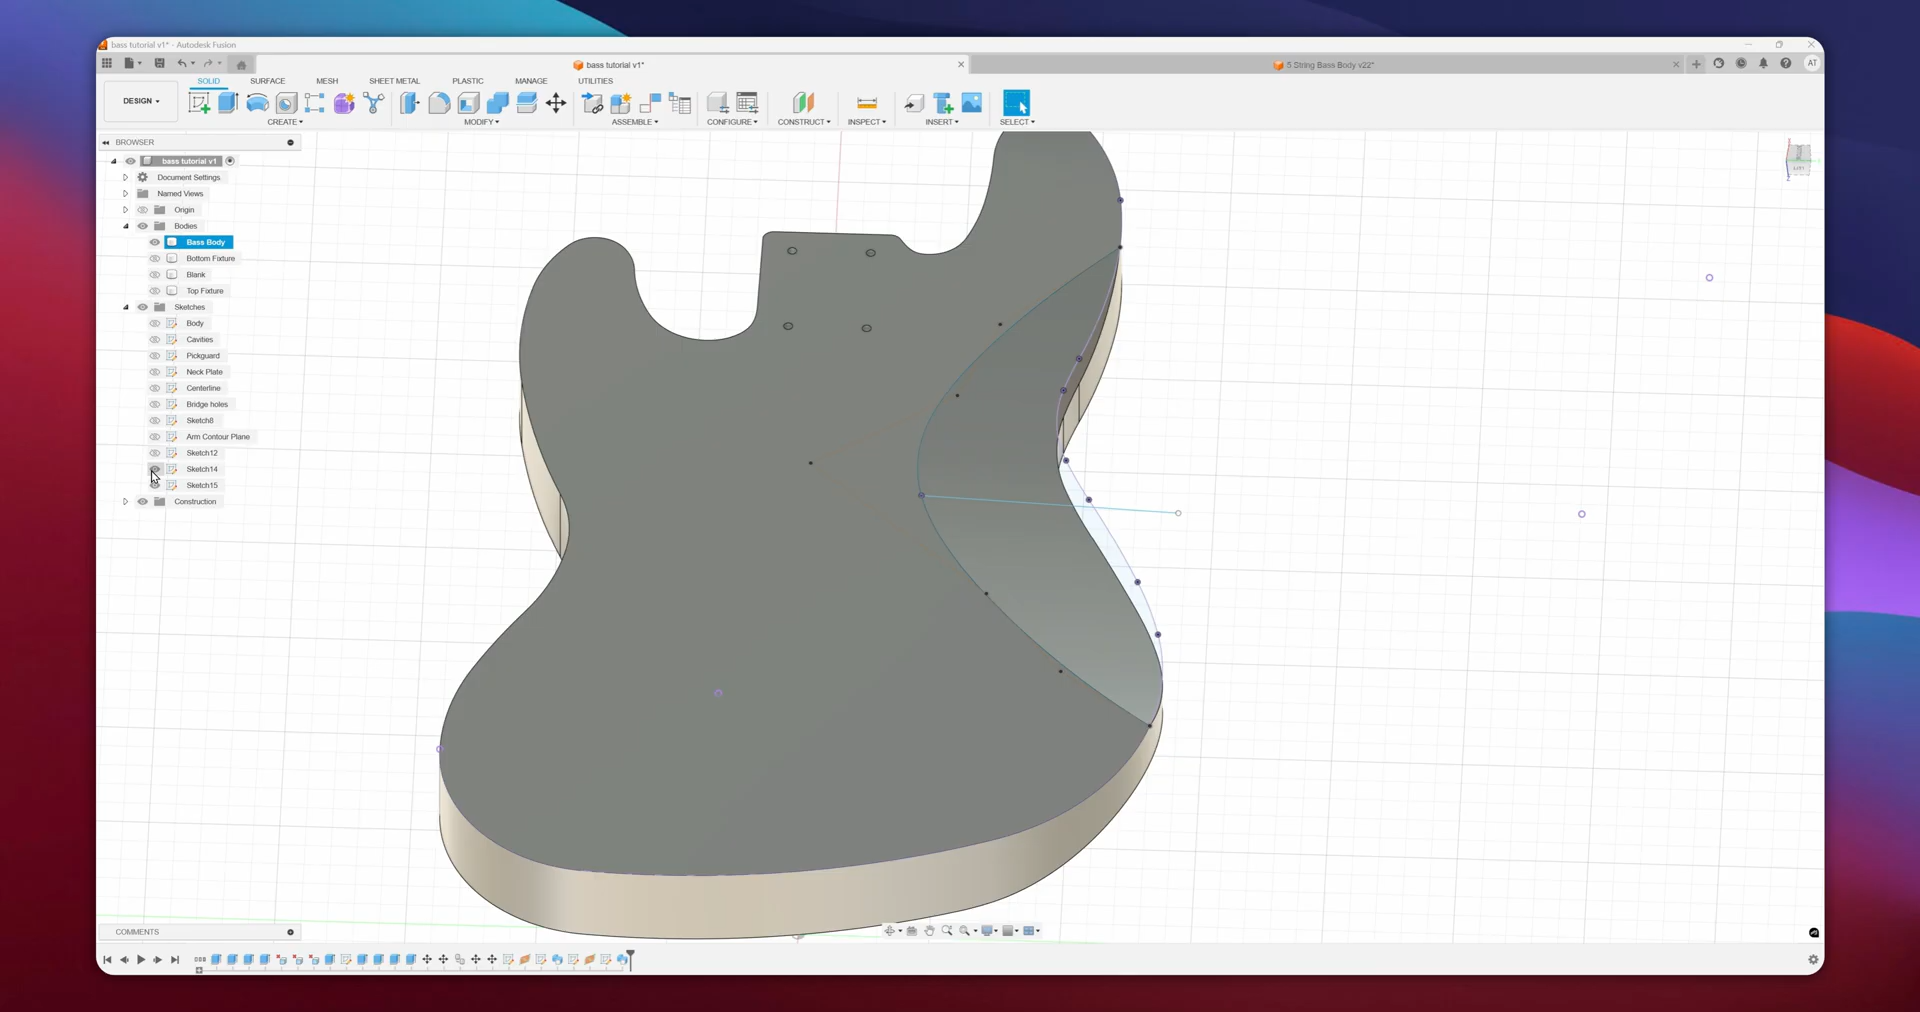 bass tutorial v1* - Autodesk Fusion
bass tutorial v1*
5 String Bass Body v22*
AT
DESIGN
SOLID
SURFACE
MESH
SHEET METAL
PLASTIC
MANAGE
UTILITIES
CREATE
MODIFY
ASSEMBLE
CONFIGURE
CONSTRUCT
INSPECT
INSERT
SELECT
BROWSER
bass tutorial v1
Document Settings
Named Views
Origin
Bodies
Bass Body
Bottom Fixture
Blank
Top Fixture
Sketches
Body
Cavities
Pickguard
Neck Plate
Centerline
Bridge holes
Sketch8
Arm Contour Plane
Sketch12
Sketch14
Sketch15
Construction
COMMENTS